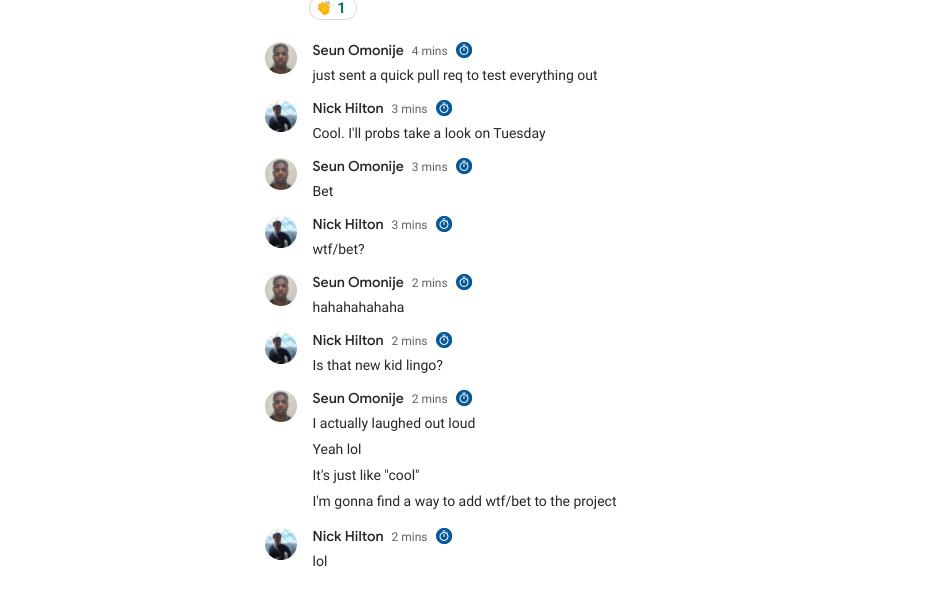 👏 1
Seun Omonije 4 mins
just sent a quick pull req to test everything out
Nick Hilton 3 mins
Cool. I'll probs take a look on Tuesday
Seun Omonije 3 mins
Bet
Nick Hilton 3 mins
wtf/bet?
Seun Omonije 2 mins
hahahahahaha
Nick Hilton 2 mins
Is that new kid lingo?
Seun Omonije 2 mins
I actually laughed out loud
Yeah lol
It's just like "cool"
I'm gonna find a way to add wtf/bet to the project
Nick Hilton 2 mins
lol